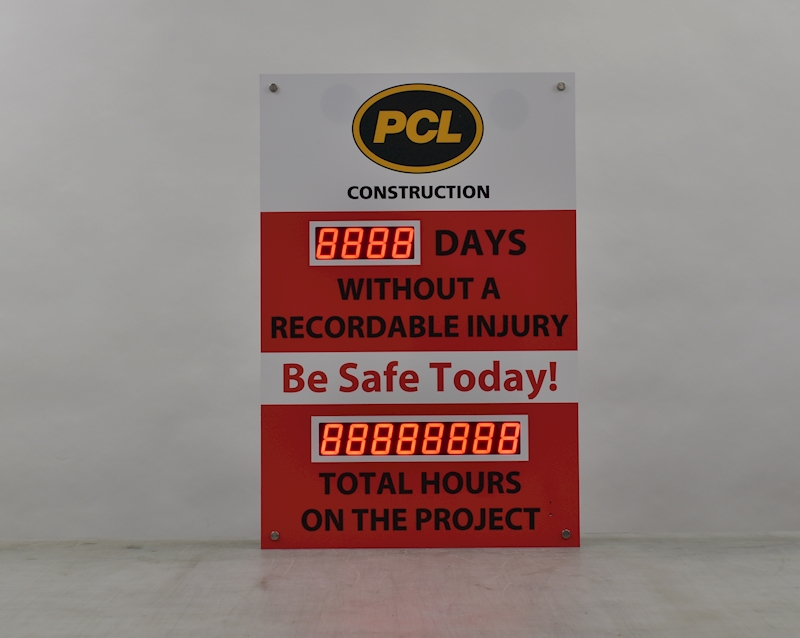 PCL
CONSTRUCTION
8888 DAYS
WITHOUT A
RECORDABLE INJURY
Be Safe Today!
88888888
TOTAL HOURS
ON THE PROJECT